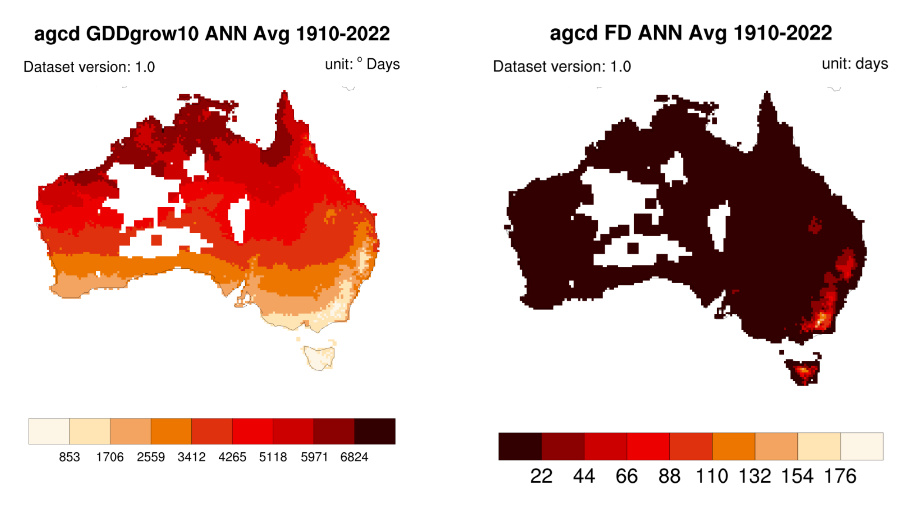 agcd GDDgrow10 ANN Avg 1910-2022
Dataset version: 1.0 unit: ° Days
853 1706 2559 3412 4265 5118 5971 6824
agcd FD ANN Avg 1910-2022
Dataset version: 1.0 unit: days
22 44 66 88 110 132 154 176